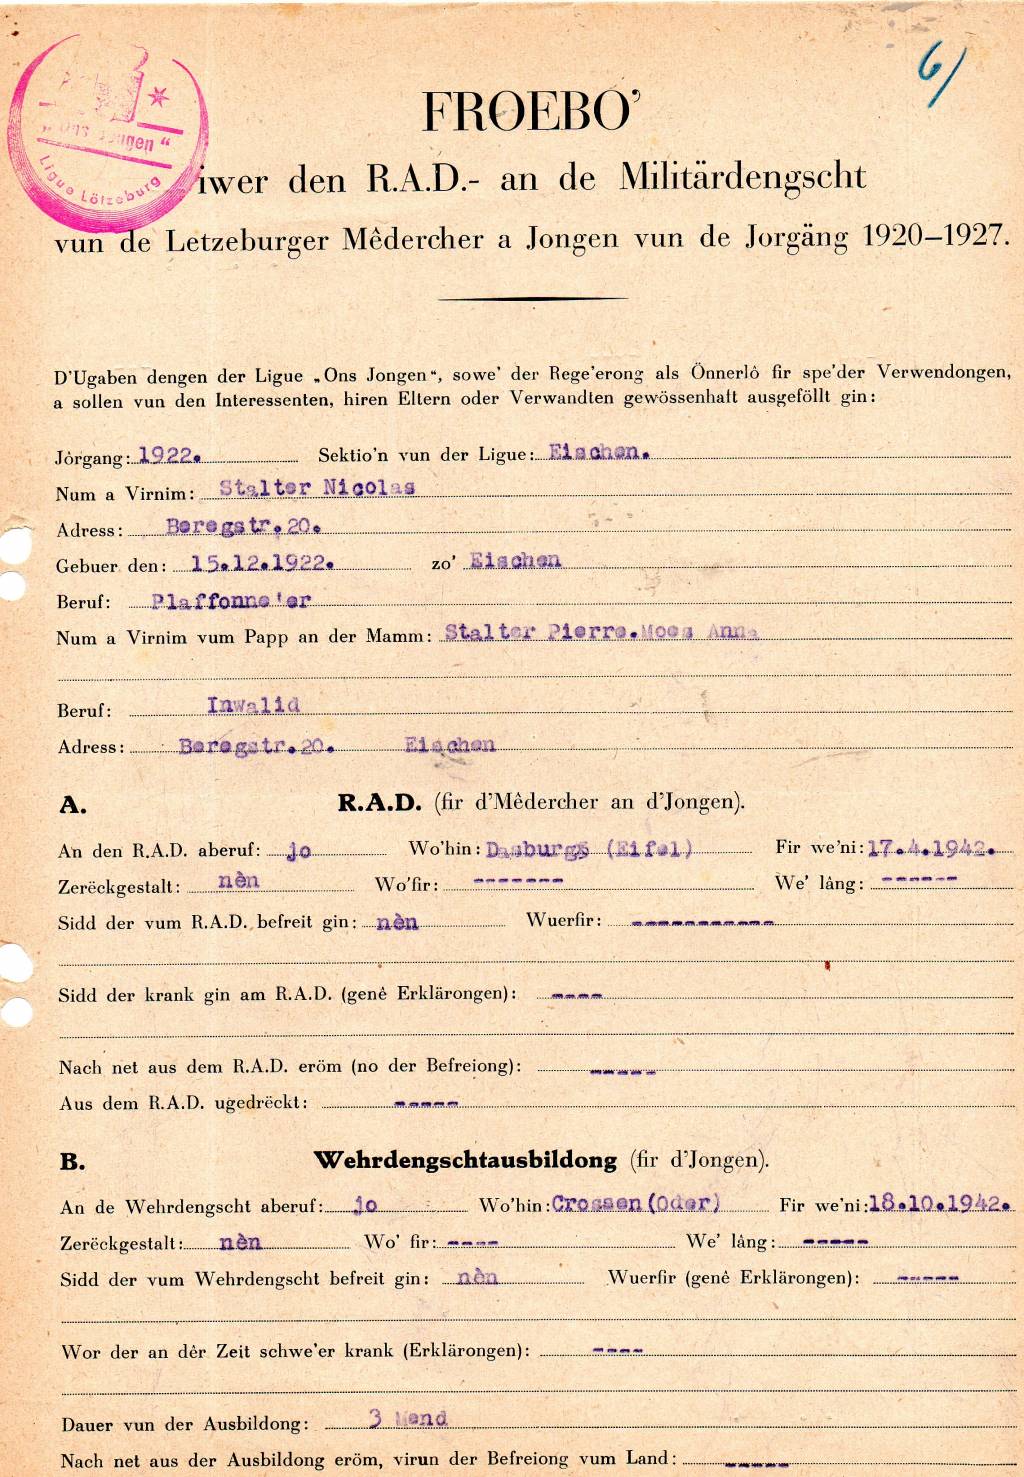 6/
„Ons Jongen“
Ligue Lötzeburg
FROEBO’
iwer den R.A.D.- an de Militärdengscht
vun de Letzeburger Mêdercher a Jongen vun de Jorgäng 1920–1927.
D’Ugaben dengen der Ligue „Ons Jongen“, sowe’ der Rege’erong als Önnerlô fir spe’der Verwendongen,
a sollen vun den Interessenten, hiren Eltern oder Verwandten gewössenhaft ausgeföllt gin:
Jôrgang: 1922. Sektio’n vun der Ligue: Eischen.
Num a Virnim: Stalter Nicolas
Adress: Beregstr.20.
Gebuer den: 15.12.1922. zo’ Eischen
Beruf: Plaffonne'er
Num a Virnim vum Papp an der Mamm: Stalter Pierre.Moes Anna
Beruf: Inwalid
Adress: Beregstr.20. Eischen
A. R.A.D. (fir d’Mêdercher an d’Jongen).
An den R.A.D. aberuf: jo Wo’hin: Dasburg (Eifel) Fir we’ni: 17.4.1942.
Zerëckgestalt: nèn Wo’fir: ------- We’ lâng: ------
Sidd der vum R.A.D. befreit gin: nèn Wuerfir: -----------
Sidd der krank gin am R.A.D. (genê Erklärongen): ----
Nach net aus dem R.A.D. eröm (no der Befreiong): -----
Aus dem R.A.D. ugedrëckt: -----
B. Wehrdengschtausbildong (fir d’Jongen).
An de Wehrdengscht aberuf: jo Wo’hin: Crossen(Oder) Fir we’ni: 18.10.1942.
Zerëckgestalt: nèn Wo’ fir: ---- We’ lâng: -----
Sidd der vum Wehrdengscht befreit gin: nèn Wuerfir (genê Erklärongen): -----
Wor der an dêr Zeit schwe’er krank (Erklärongen): ----
Dauer vun der Ausbildong: 3 Mend
Nach net aus der Ausbildong eröm, virun der Befreiong vum Land: -----